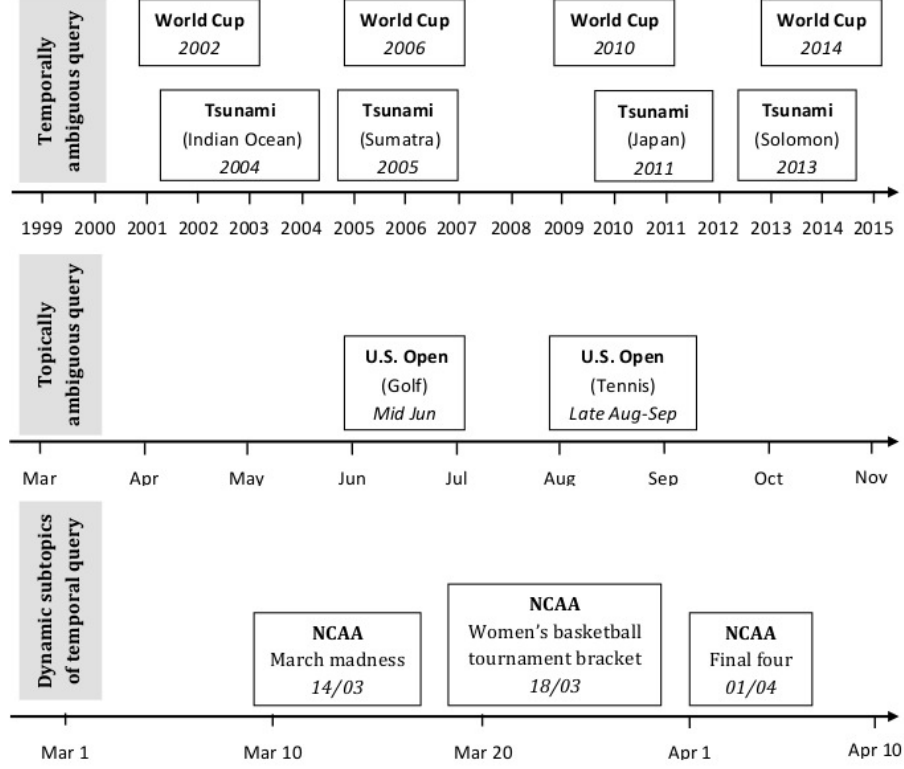 Temporally
ambiguous query
World Cup
2002
World Cup
2006
World Cup
2010
World Cup
2014
Tsunami
(Indian Ocean)
2004
Tsunami
(Sumatra)
2005
Tsunami
(Japan)
2011
Tsunami
(Solomon)
2013
1999 2000 2001 2002 2003 2004 2005 2006 2007 2008 2009 2010 2011 2012 2013 2014 2015
Topically
ambiguous query
U.S. Open
(Golf)
Mid Jun
U.S. Open
(Tennis)
Late Aug-Sep
Mar Apr May Jun Jul Aug Sep Oct Nov
Dynamic subtopics
of temporal query
NCAA
March madness
14/03
NCAA
Women's basketball
tournament bracket
18/03
NCAA
Final four
01/04
Mar 1 Mar 10 Mar 20 Apr 1 Apr 10